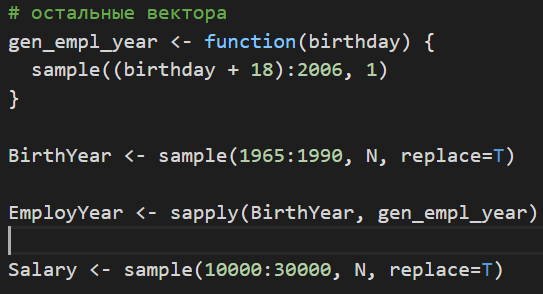 # остальные вектора
gen_empl_year <- function(birthday) {
  sample((birthday + 18):2006, 1)
}
BirthYear <- sample(1965:1990, N, replace=T)
EmployYear <- sapply(BirthYear, gen_empl_year)
Salary <- sample(10000:30000, N, replace=T)